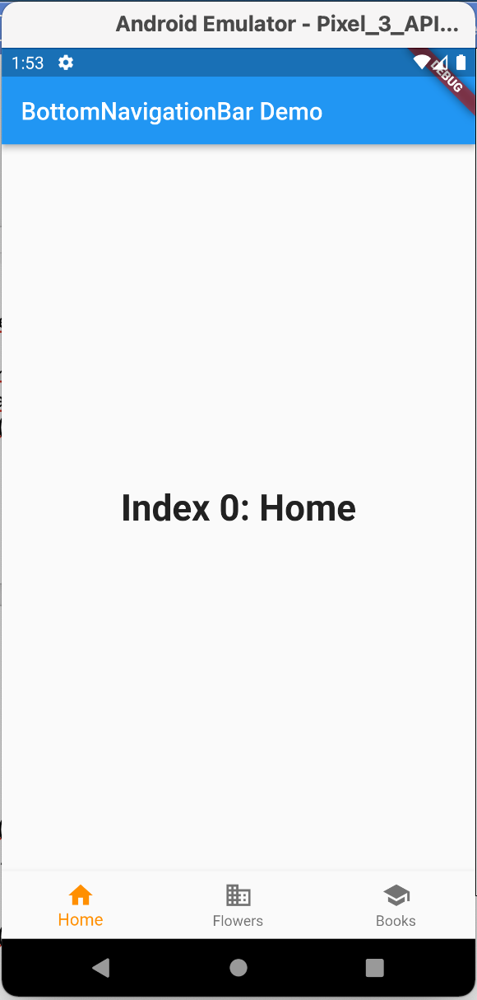 Android Emulator - Pixel_3_API...
1:53
DEBUG
BottomNavigationBar Demo
Index 0: Home
Home
Flowers
Books